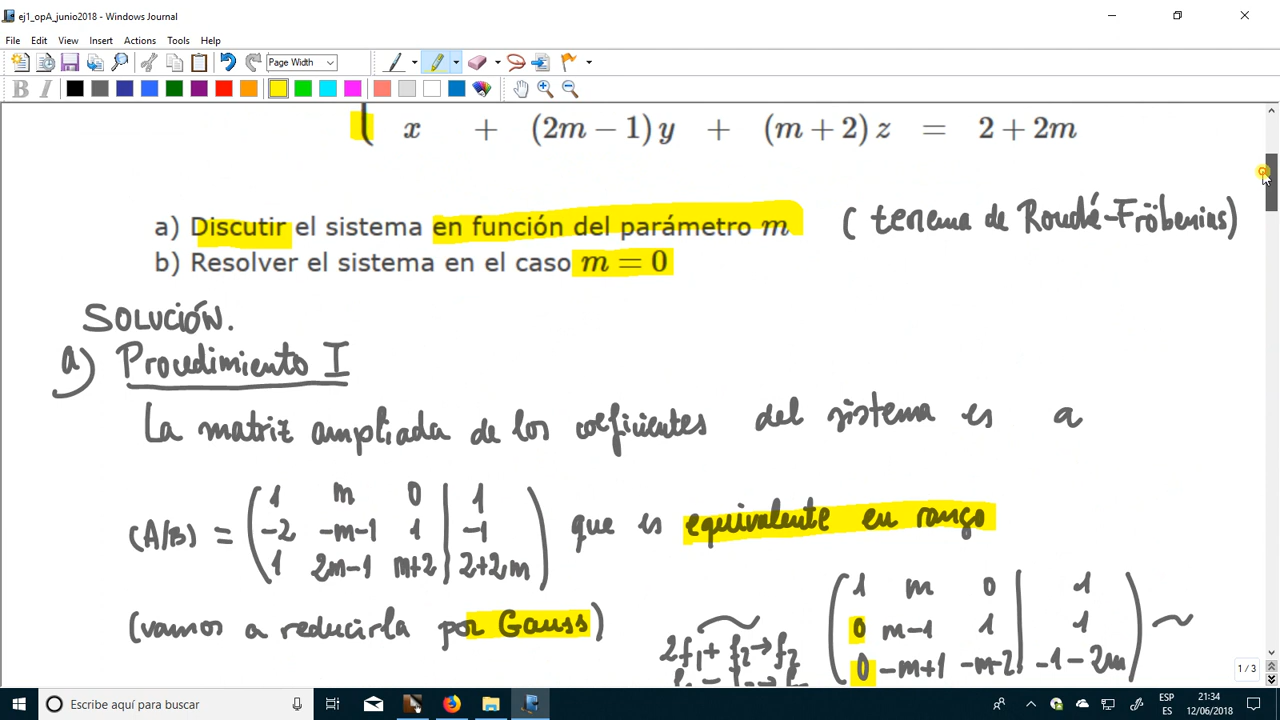 ej1_opA_junio2018 - Windows Journal
File Edit View Insert Actions Tools Help
Page Width
B I
x + (2m − 1) y + (m + 2) z = 2 + 2m
a) Discutir el sistema en función del parámetro m (teorema de Rouché-Fröbenius)
b) Resolver el sistema en el caso m = 0
SOLUCIÓN.
a) Procedimiento I
La matriz ampliada de los coeficientes del sistema es a
1 m 0 | 1
(A/B) = -2 -m-1 1 | -1 que es equivalente en rango
1 2m-1 m+2 | 2+2m
(vamos a reducirla por Gauss)
1 m 0 | 1
2f1 + f2 → f2 0 m-1 1 | 1 ~
0 -m+1 -m-2 | -1-2m
1 / 3
Escribe aquí para buscar
ESP
ES
21:34
12/06/2018